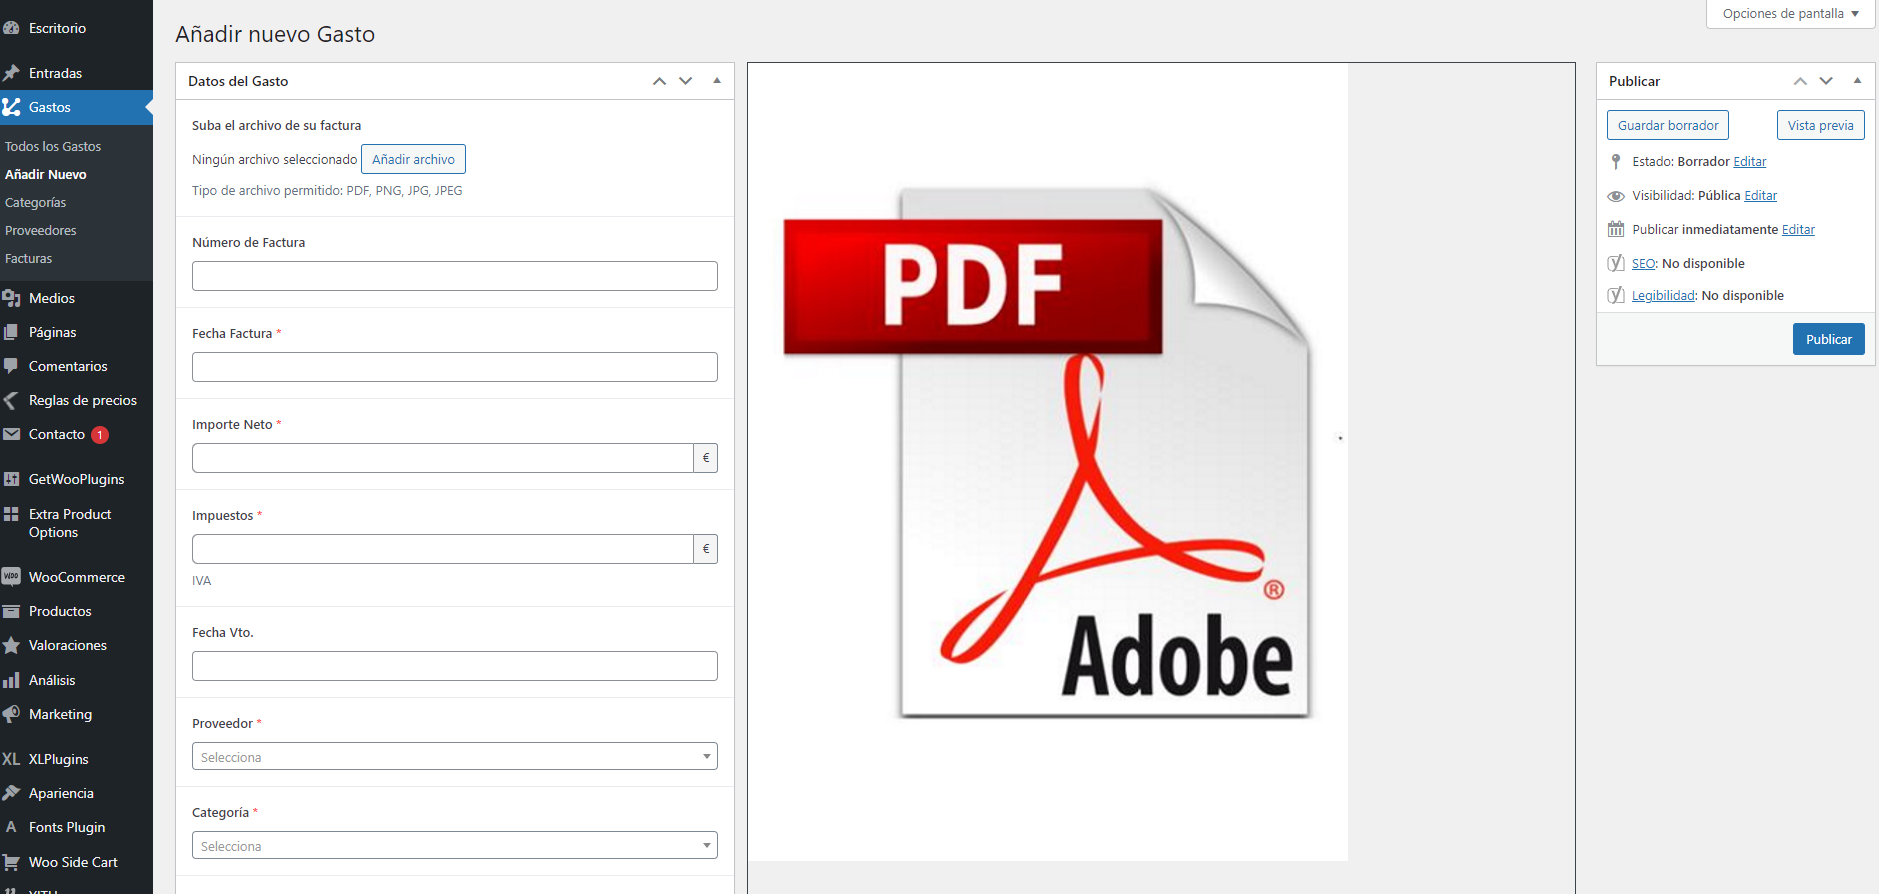 Escritorio
Entradas
Gastos
Todos los Gastos
Añadir Nuevo
Categorías
Proveedores
Facturas
Medios
Páginas
Comentarios
Reglas de precios
Contacto 1
GetWooPlugins
Extra Product
Options
WooCommerce
Productos
Valoraciones
Análisis
Marketing
XL XLPlugins
Apariencia
A Fonts Plugin
Woo Side Cart
Opciones de pantalla
Añadir nuevo Gasto
Datos del Gasto
Suba el archivo de su factura
Ningún archivo seleccionado Añadir archivo
Tipo de archivo permitido: PDF, PNG, JPG, JPEG
Número de Factura
Fecha Factura *
Importe Neto *
€
Impuestos *
€
IVA
Fecha Vto.
Proveedor *
Selecciona
Categoría *
Selecciona
PDF
®
Adobe
Publicar
Guardar borrador Vista previa
Estado: Borrador Editar
Visibilidad: Pública Editar
Publicar inmediatamente Editar
SEO: No disponible
Legibilidad: No disponible
Publicar